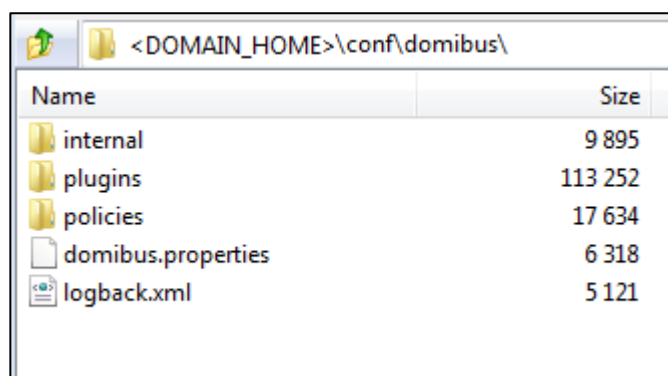 <DOMAIN_HOME>\conf\domibus\
Name Size
internal 9 895
plugins 113 252
policies 17 634
domibus.properties 6 318
logback.xml 5 121